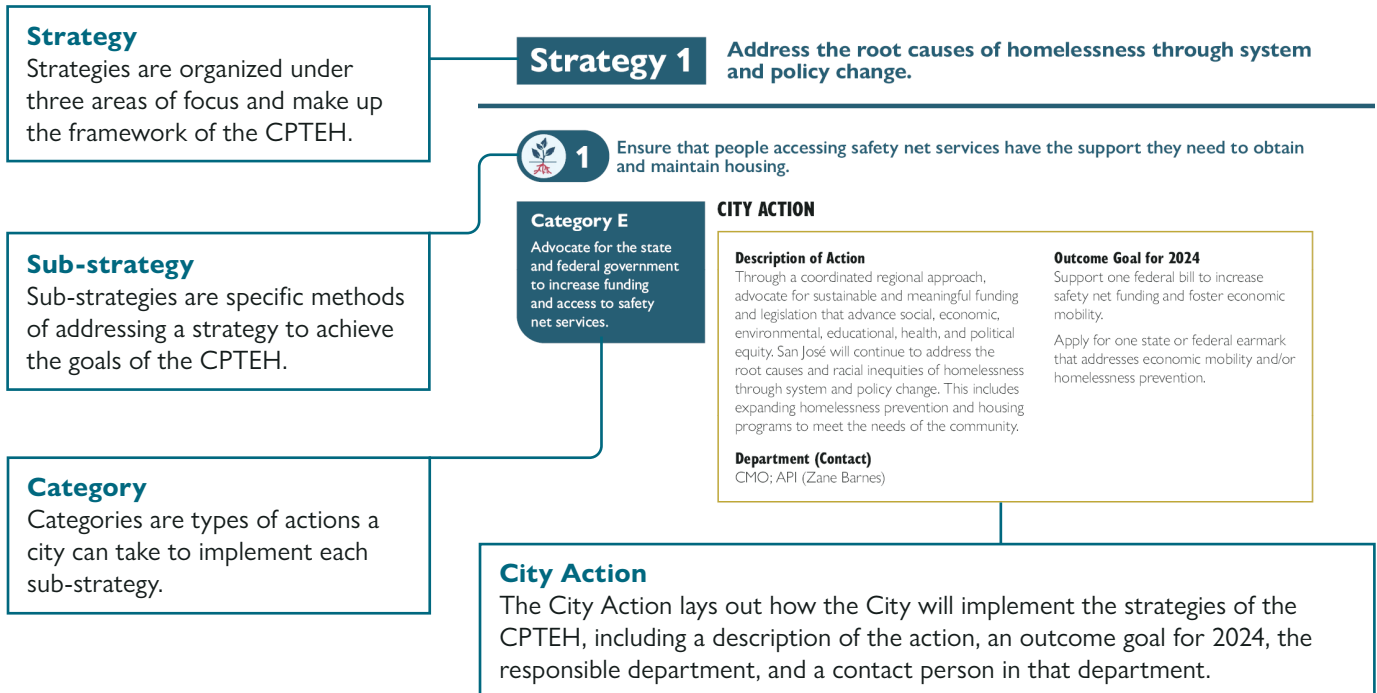 Strategy
Strategies are organized under
three areas of focus and make up
the framework of the CPTEH.
Strategy 1
Address the root causes of homelessness through system
and policy change.
1
Ensure that people accessing safety net services have the support they need to obtain
and maintain housing.
Sub-strategy
Sub-strategies are specific methods
of addressing a strategy to achieve
the goals of the CPTEH.
Category E
Advocate for the state
and federal government
to increase funding
and access to safety
net services.
CITY ACTION
Description of Action
Through a coordinated regional approach,
advocate for sustainable and meaningful funding
and legislation that advance social, economic,
environmental, educational, health, and political
equity. San José will continue to address the
root causes and racial inequities of homelessness
through system and policy change. This includes
expanding homelessness prevention and housing
programs to meet the needs of the community.
Department (Contact)
CMO; API (Zane Barnes)
Outcome Goal for 2024
Support one federal bill to increase
safety net funding and foster economic
mobility.
Apply for one state or federal earmark
that addresses economic mobility and/or
homelessness prevention.
Category
Categories are types of actions a
city can take to implement each
sub-strategy.
City Action
The City Action lays out how the City will implement the strategies of the
CPTEH, including a description of the action, an outcome goal for 2024, the
responsible department, and a contact person in that department.